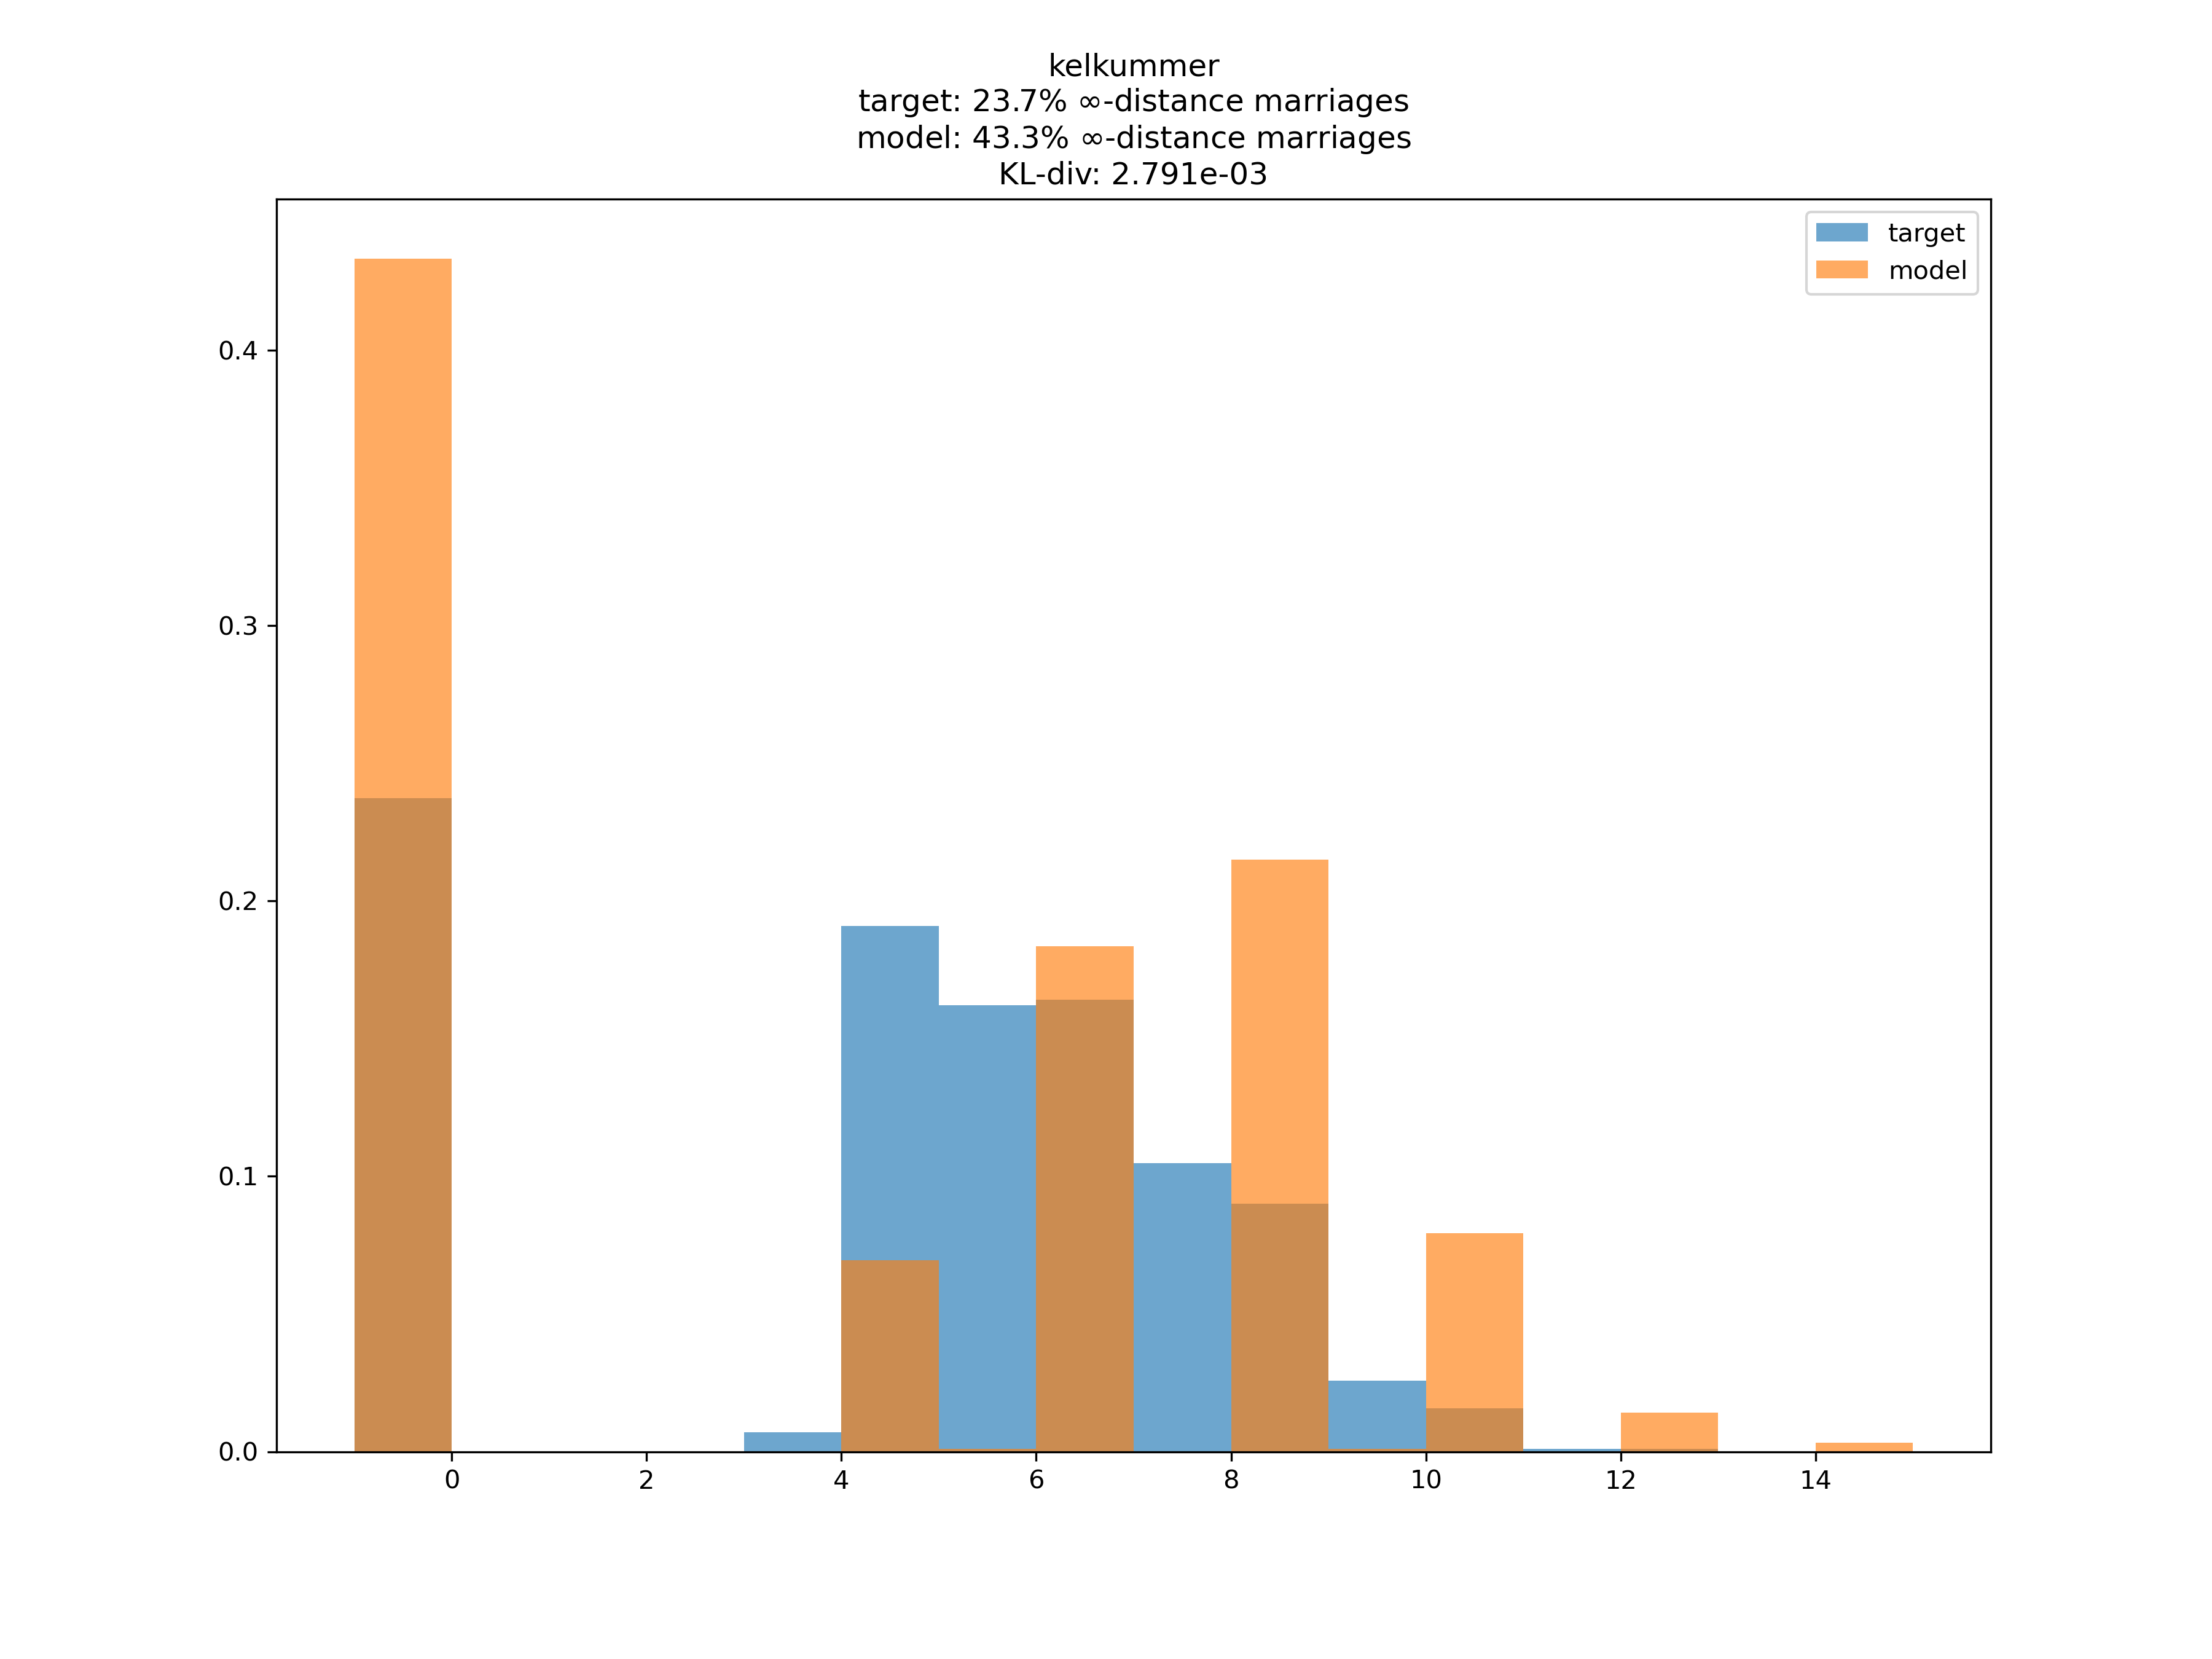 kelkummer
target: 23.7% ∞-distance marriages
model: 43.3% ∞-distance marriages
KL-div: 2.791e-03
target
model
0.4
0.3
0.2
0.1
0.0
0 2 4 6 8 10 12 14